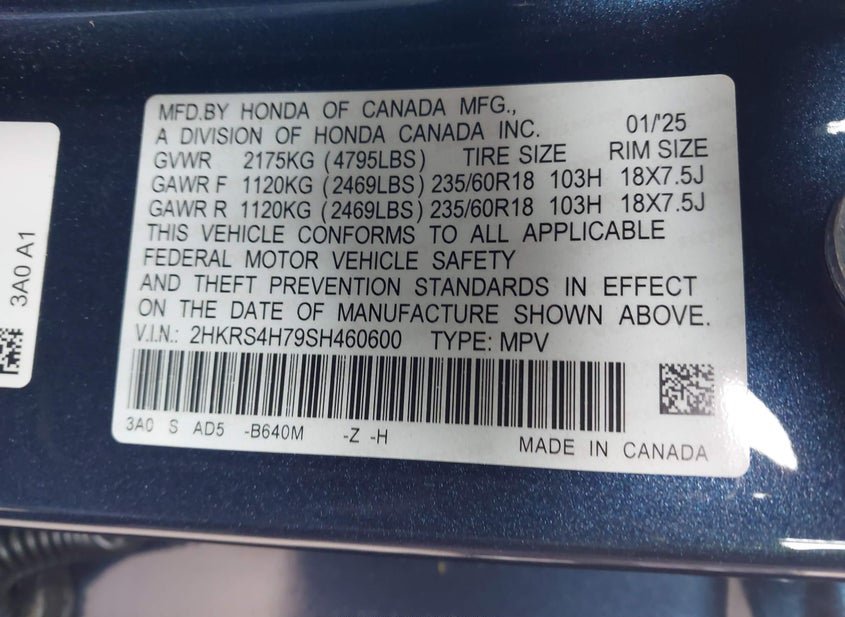 MFD.BY HONDA OF CANADA MFG.,
A DIVISION OF HONDA CANADA INC. 01/'25
GVWR 2175KG (4795LBS) TIRE SIZE RIM SIZE
GAWR F 1120KG (2469LBS) 235/60R18 103H 18X7.5J
GAWR R 1120KG (2469LBS) 235/60R18 103H 18X7.5J
THIS VEHICLE CONFORMS TO ALL APPLICABLE
FEDERAL MOTOR VEHICLE SAFETY
AND THEFT PREVENTION STANDARDS IN EFFECT
ON THE DATE OF MANUFACTURE SHOWN ABOVE.
V.I.N.: 2HKRS4H79SH460600 TYPE: MPV
3A0 S AD5 -B640M -Z -H
MADE IN CANADA
3A0 A1